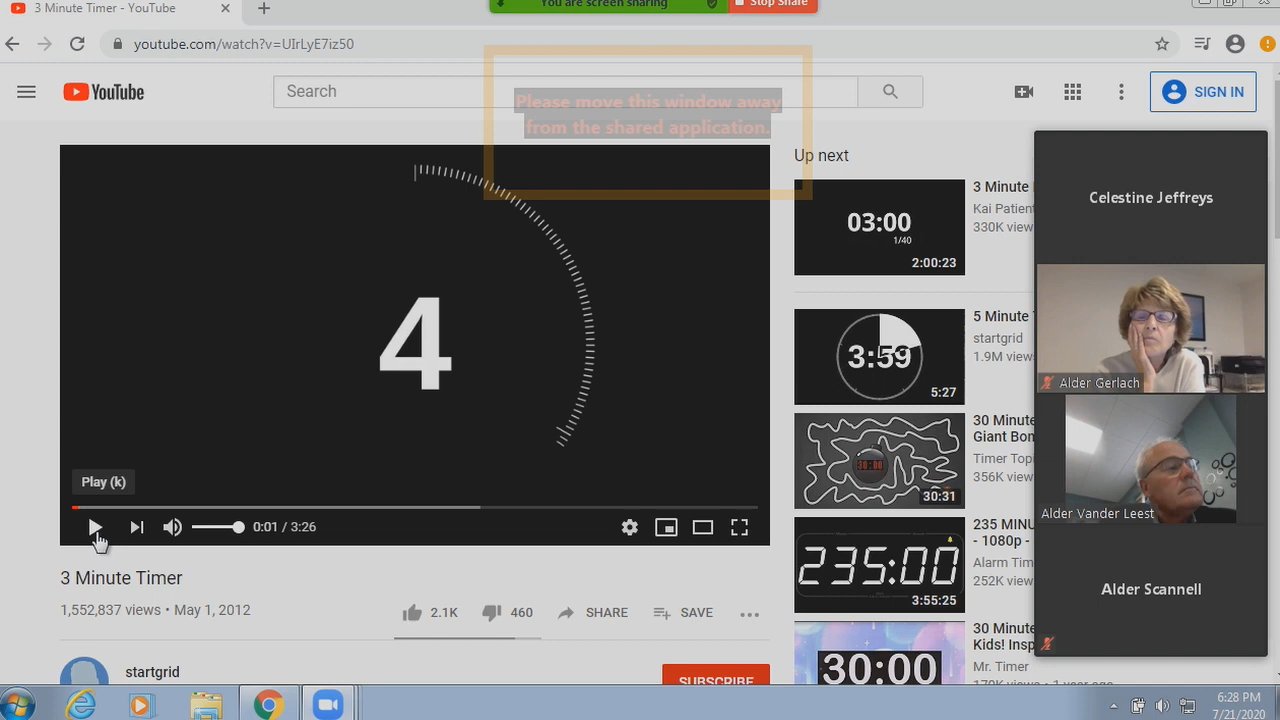 3 Minute Timer - YouTube
You are screen sharing
Stop Share
youtube.com/watch?v=UIrLyE7iz50
YouTube
Search
SIGN IN
Please move this window away
from the shared application.
4
Play (k)
0:01 / 3:26
3 Minute Timer
1,552,837 views • May 1, 2012
2.1K
460
SHARE
SAVE
startgrid
SUBSCRIBE
Up next
03:00
1/40
2:00:23
3 Minute
Kai Patient
330K view
3:59
5:27
5 Minute
startgrid
1.9M views
30:00
30:31
30 Minute
Giant Bon
Timer Top
356K view
235:00
3:55:25
235 MINU
- 1080p -
Alarm Tim
252K view
30:00
30 Minute
Kids! Insp
Mr. Timer
Celestine Jeffreys
Alder Gerlach
Alder Vander Leest
Alder Scannell
6:28 PM
7/21/2020